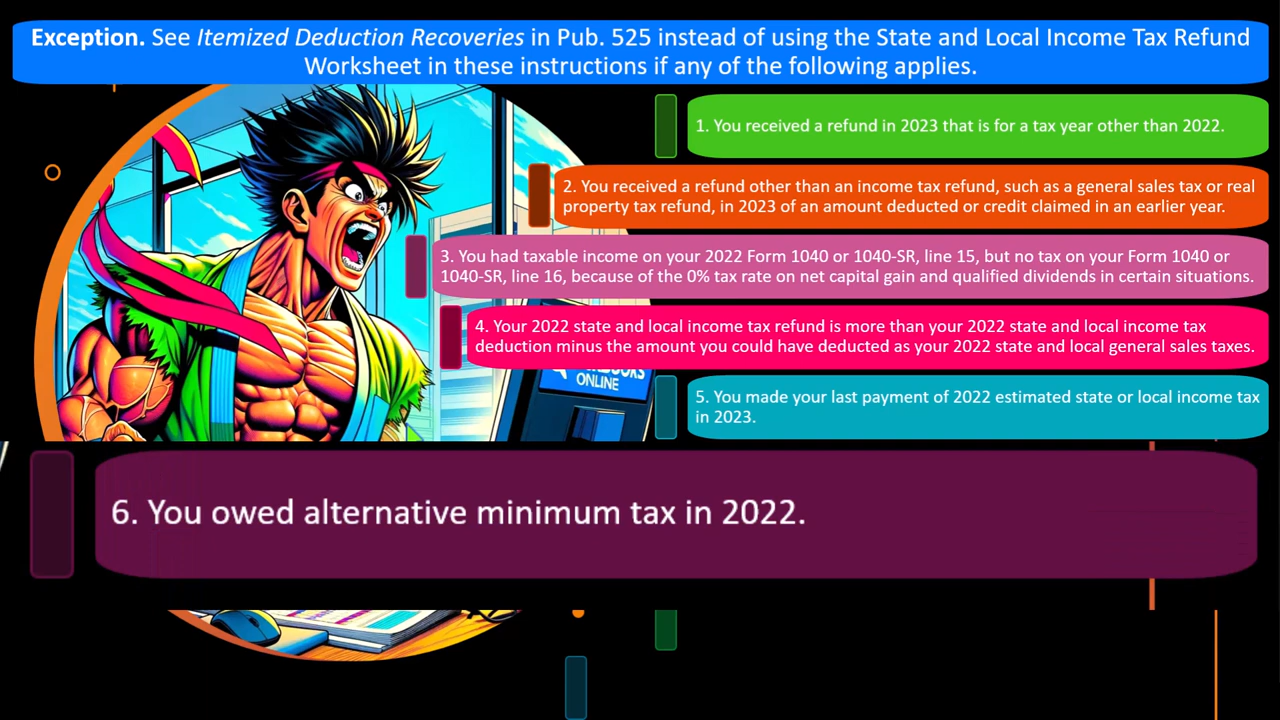 Exception. See Itemized Deduction Recoveries in Pub. 525 instead of using the State and Local Income Tax Refund
Worksheet in these instructions if any of the following applies.
1. You received a refund in 2023 that is for a tax year other than 2022.
2. You received a refund other than an income tax refund, such as a general sales tax or real
property tax refund, in 2023 of an amount deducted or credit claimed in an earlier year.
3. You had taxable income on your 2022 Form 1040 or 1040-SR, line 15, but no tax on your Form 1040 or
1040-SR, line 16, because of the 0% tax rate on net capital gain and qualified dividends in certain situations.
4. Your 2022 state and local income tax refund is more than your 2022 state and local income tax
deduction minus the amount you could have deducted as your 2022 state and local general sales taxes.
ONLINE
5. You made your last payment of 2022 estimated state or local income tax
in 2023.
6. You owed alternative minimum tax in 2022.